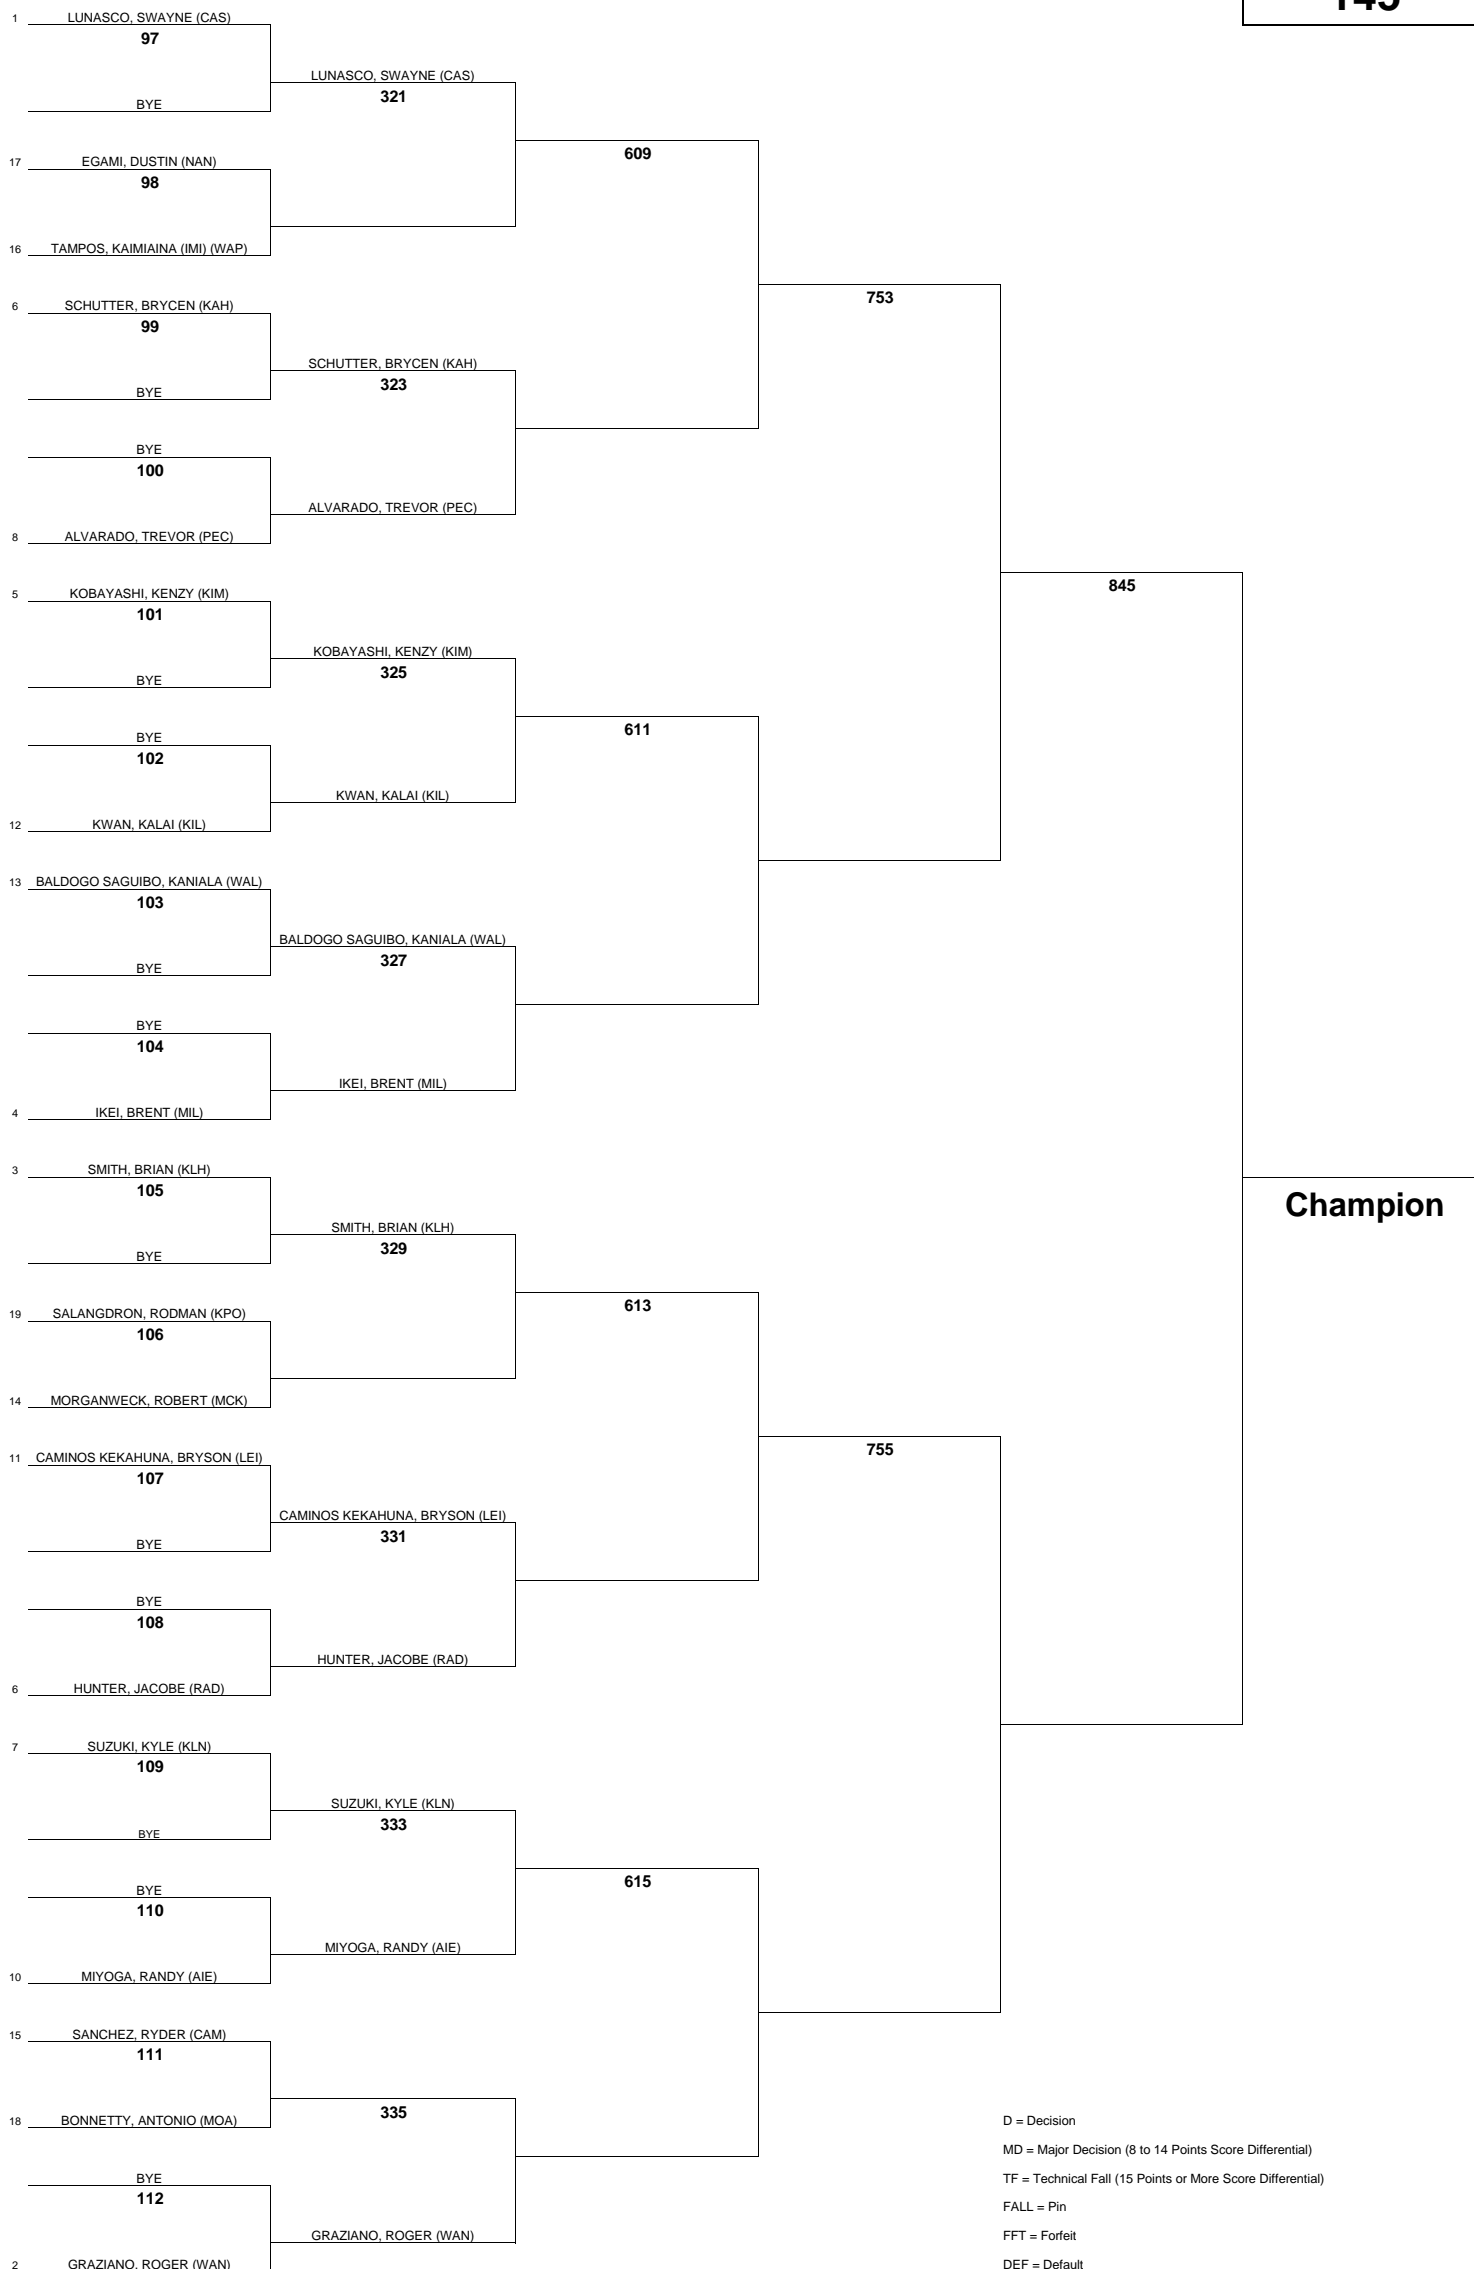 145
1 LUNASCO, SWAYNE (CAS)
97
LUNASCO, SWAYNE (CAS)
321
BYE
609
17 EGAMI, DUSTIN (NAN)
98
16 TAMPOS, KAIMIAINA (IMI) (WAP)
753
6 SCHUTTER, BRYCEN (KAH)
99
SCHUTTER, BRYCEN (KAH)
323
BYE
BYE
100
ALVARADO, TREVOR (PEC)
8 ALVARADO, TREVOR (PEC)
845
5 KOBAYASHI, KENZY (KIM)
101
KOBAYASHI, KENZY (KIM)
325
BYE
611
BYE
102
KWAN, KALAI (KIL)
12 KWAN, KALAI (KIL)
13 BALDOGO SAGUIBO, KANIALA (WAL)
103
BALDOGO SAGUIBO, KANIALA (WAL)
327
BYE
BYE
104
IKEI, BRENT (MIL)
4 IKEI, BRENT (MIL)
3 SMITH, BRIAN (KLH)
105
Champion
SMITH, BRIAN (KLH)
329
BYE
613
19 SALANGDRON, RODMAN (KPO)
106
14 MORGANWECK, ROBERT (MCK)
755
11 CAMINOS KEKAHUNA, BRYSON (LEI)
107
CAMINOS KEKAHUNA, BRYSON (LEI)
331
BYE
BYE
108
HUNTER, JACOBE (RAD)
6 HUNTER, JACOBE (RAD)
7 SUZUKI, KYLE (KLN)
109
SUZUKI, KYLE (KLN)
333
BYE
615
BYE
110
MIYOGA, RANDY (AIE)
10 MIYOGA, RANDY (AIE)
15 SANCHEZ, RYDER (CAM)
111
335
18 BONNETTY, ANTONIO (MOA)
BYE
112
GRAZIANO, ROGER (WAN)
2 GRAZIANO, ROGER (WAN)
D = Decision
MD = Major Decision (8 to 14 Points Score Differential)
TF = Technical Fall (15 Points or More Score Differential)
FALL = Pin
FFT = Forfeit
DEF = Default